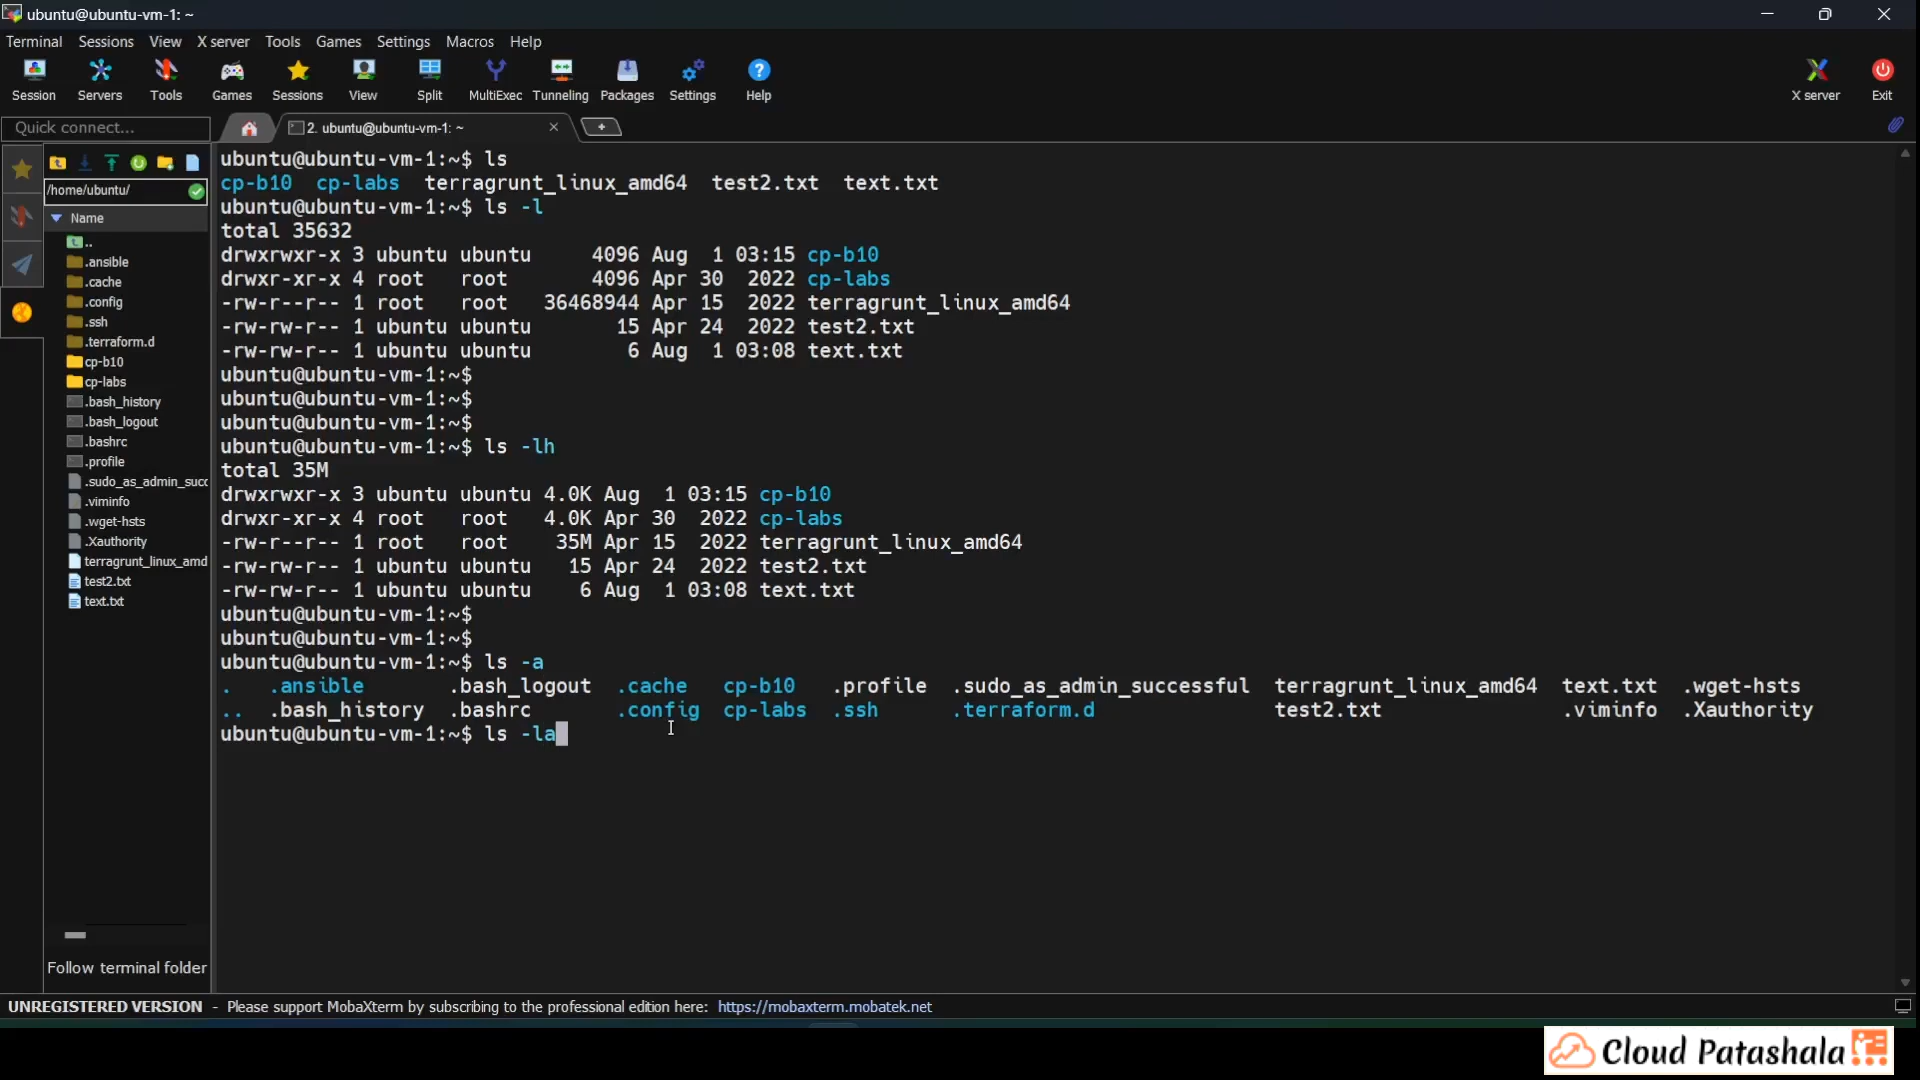 ubuntu@ubuntu-vm-1: ~
Terminal Sessions View X server Tools Games Settings Macros Help
Session Servers Tools Games Sessions View Split MultiExec Tunneling Packages Settings Help X server Exit
Quick connect... 2. ubuntu@ubuntu-vm-1: ~
/home/ubuntu/
Name
..
.ansible
.cache
.config
.ssh
.terraform.d
cp-b10
cp-labs
.bash_history
.bash_logout
.bashrc
.profile
.sudo_as_admin_succ
.viminfo
.wget-hsts
.Xauthority
terragrunt_linux_amd
test2.txt
text.txt
Follow terminal folder
ubuntu@ubuntu-vm-1:~$ ls
cp-b10 cp-labs terragrunt_linux_amd64 test2.txt text.txt
ubuntu@ubuntu-vm-1:~$ ls -l
total 35632
drwxrwxr-x 3 ubuntu ubuntu 4096 Aug 1 03:15 cp-b10
drwxr-xr-x 4 root root 4096 Apr 30 2022 cp-labs
-rw-r--r-- 1 root root 36468944 Apr 15 2022 terragrunt_linux_amd64
-rw-rw-r-- 1 ubuntu ubuntu 15 Apr 24 2022 test2.txt
-rw-rw-r-- 1 ubuntu ubuntu 6 Aug 1 03:08 text.txt
ubuntu@ubuntu-vm-1:~$
ubuntu@ubuntu-vm-1:~$
ubuntu@ubuntu-vm-1:~$
ubuntu@ubuntu-vm-1:~$ ls -lh
total 35M
drwxrwxr-x 3 ubuntu ubuntu 4.0K Aug 1 03:15 cp-b10
drwxr-xr-x 4 root root 4.0K Apr 30 2022 cp-labs
-rw-r--r-- 1 root root 35M Apr 15 2022 terragrunt_linux_amd64
-rw-rw-r-- 1 ubuntu ubuntu 15 Apr 24 2022 test2.txt
-rw-rw-r-- 1 ubuntu ubuntu 6 Aug 1 03:08 text.txt
ubuntu@ubuntu-vm-1:~$
ubuntu@ubuntu-vm-1:~$
ubuntu@ubuntu-vm-1:~$ ls -a
. .ansible .bash_logout .cache cp-b10 .profile .sudo_as_admin_successful terragrunt_linux_amd64 text.txt .wget-hsts
.. .bash_history .bashrc .config cp-labs .ssh .terraform.d test2.txt .viminfo .Xauthority
ubuntu@ubuntu-vm-1:~$ ls -la
UNREGISTERED VERSION - Please support MobaXterm by subscribing to the professional edition here: https://mobaxterm.mobatek.net
Cloud Patashala